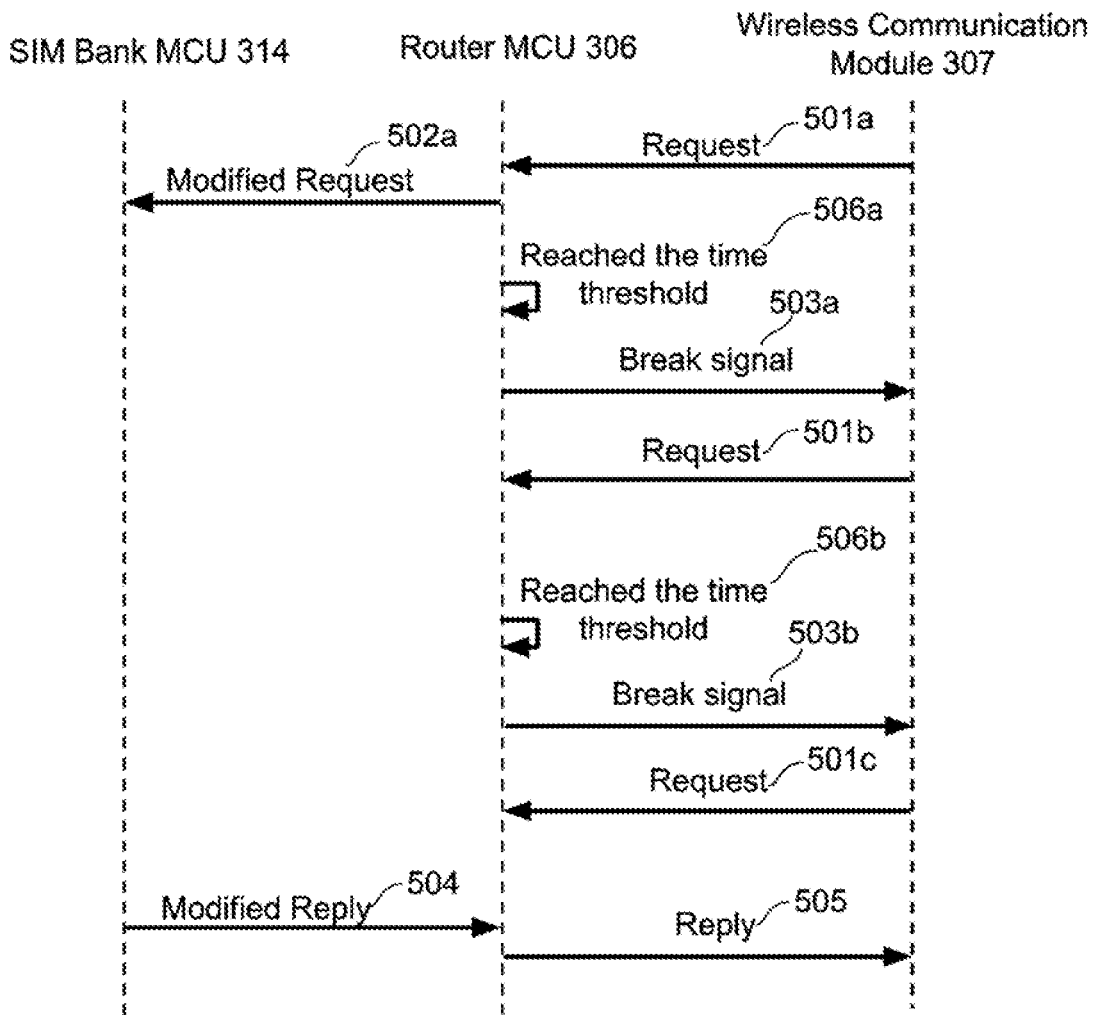 SIM Bank MCU 314
Router MCU 306
Wireless Communication
Module 307
501a
Request
502a
Modified Request
506a
Reached the time
threshold
503a
Break signal
501b
Request
506b
Reached the time
threshold
503b
Break signal
501c
Request
504
Modified Reply
505
Reply